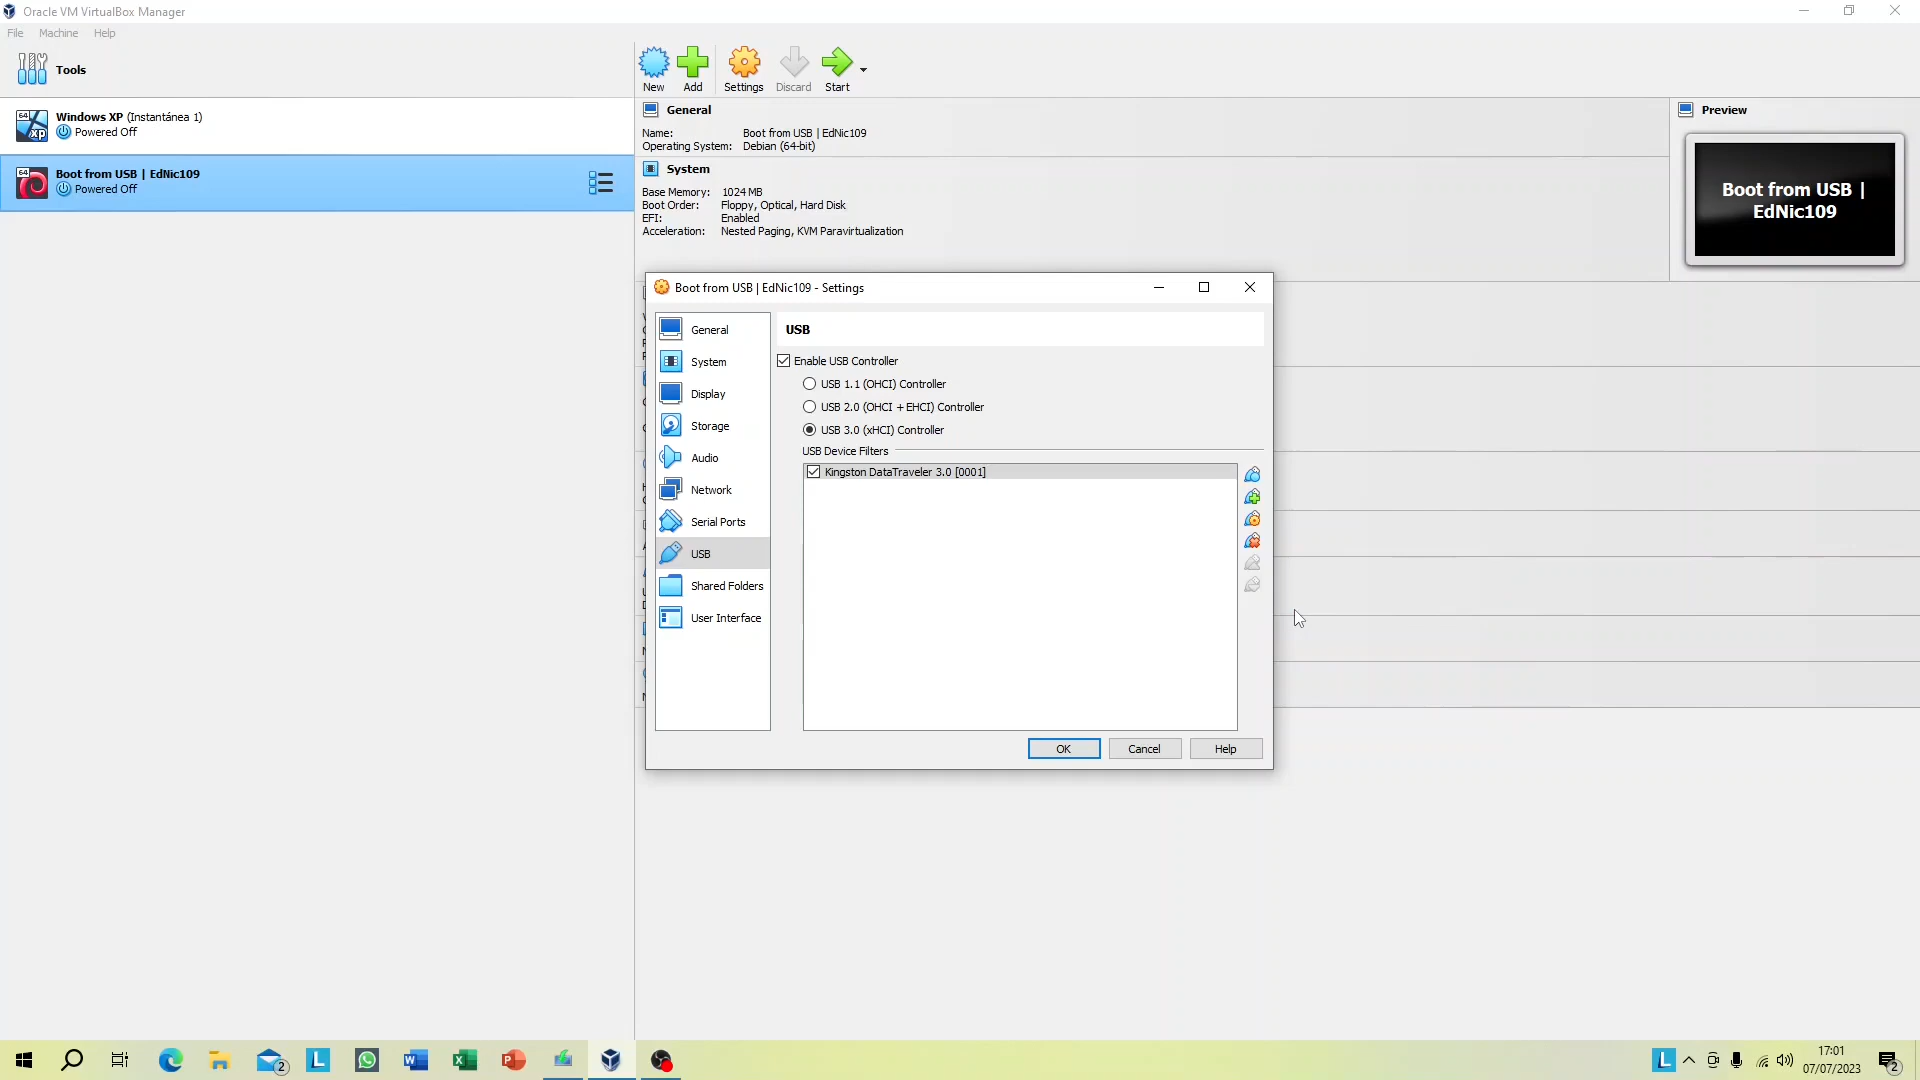 Oracle VM VirtualBox Manager
File Machine Help
Tools
New Add Settings Discard Start
64
xp
Windows XP (Instantánea 1)
Powered Off
64
Boot from USB | EdNic109
Powered Off
General
Name: Boot from USB | EdNic109
Operating System: Debian (64-bit)
System
Base Memory: 1024 MB
Boot Order: Floppy, Optical, Hard Disk
EFI: Enabled
Acceleration: Nested Paging, KVM Paravirtualization
Preview
Boot from USB |
EdNic109
Boot from USB | EdNic109 - Settings
General
System
Display
Storage
Audio
Network
Serial Ports
USB
Shared Folders
User Interface
USB
Enable USB Controller
USB 1.1 (OHCI) Controller
USB 2.0 (OHCI + EHCI) Controller
USB 3.0 (xHCI) Controller
USB Device Filters
Kingston DataTraveler 3.0 [0001]
OK Cancel Help
2
L
L
17:01
07/07/2023
2